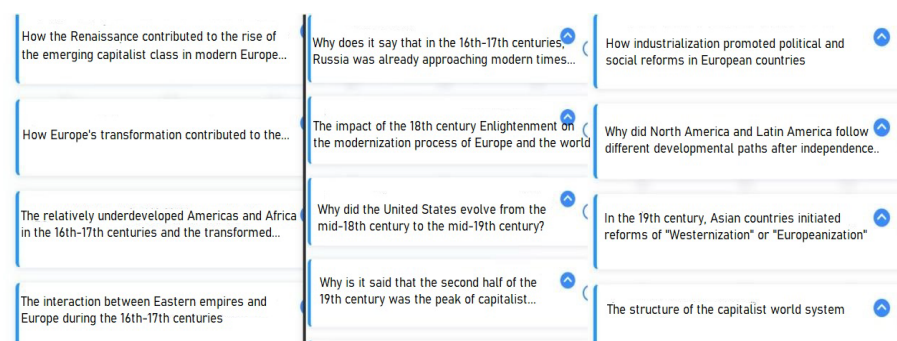 How the Renaissance contributed to the rise of
the emerging capitalist class in modern Europe...
How Europe's transformation contributed to the...
The relatively underdeveloped Americas and Africa
in the 16th-17th centuries and the transformed...
The interaction between Eastern empires and
Europe during the 16th-17th centuries
Why does it say that in the 16th-17th centuries,
Russia was already approaching modern times...
The impact of the 18th century Enlightenment on
the modernization process of Europe and the world
Why did the United States evolve from the
mid-18th century to the mid-19th century?
Why is it said that the second half of the
19th century was the peak of capitalist...
How industrialization promoted political and
social reforms in European countries
Why did North America and Latin America follow
different developmental paths after independence..
In the 19th century, Asian countries initiated
reforms of "Westernization" or "Europeanization"
The structure of the capitalist world system